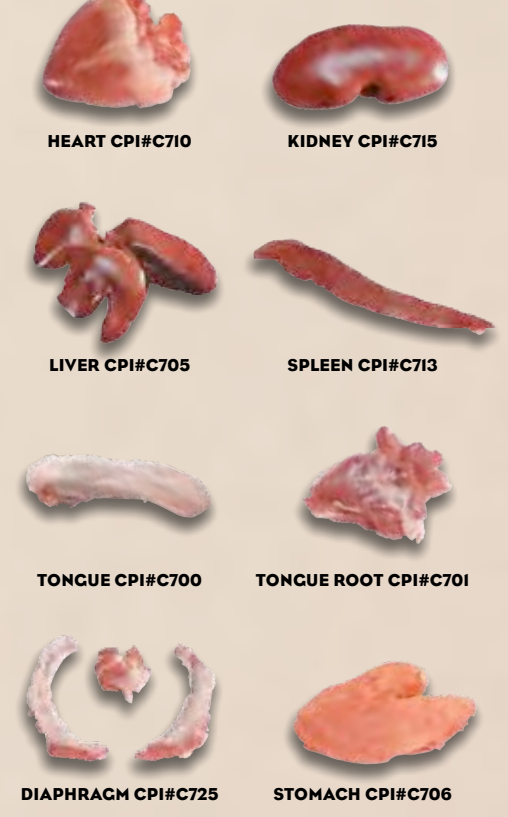 HEART CPI#C710
KIDNEY CPI#C715
LIVER CPI#C705
SPLEEN CPI#C713
TONGUE CPI#C700
TONGUE ROOT CPI#C701
DIAPHRAGM CPI#C725
STOMACH CPI#C706